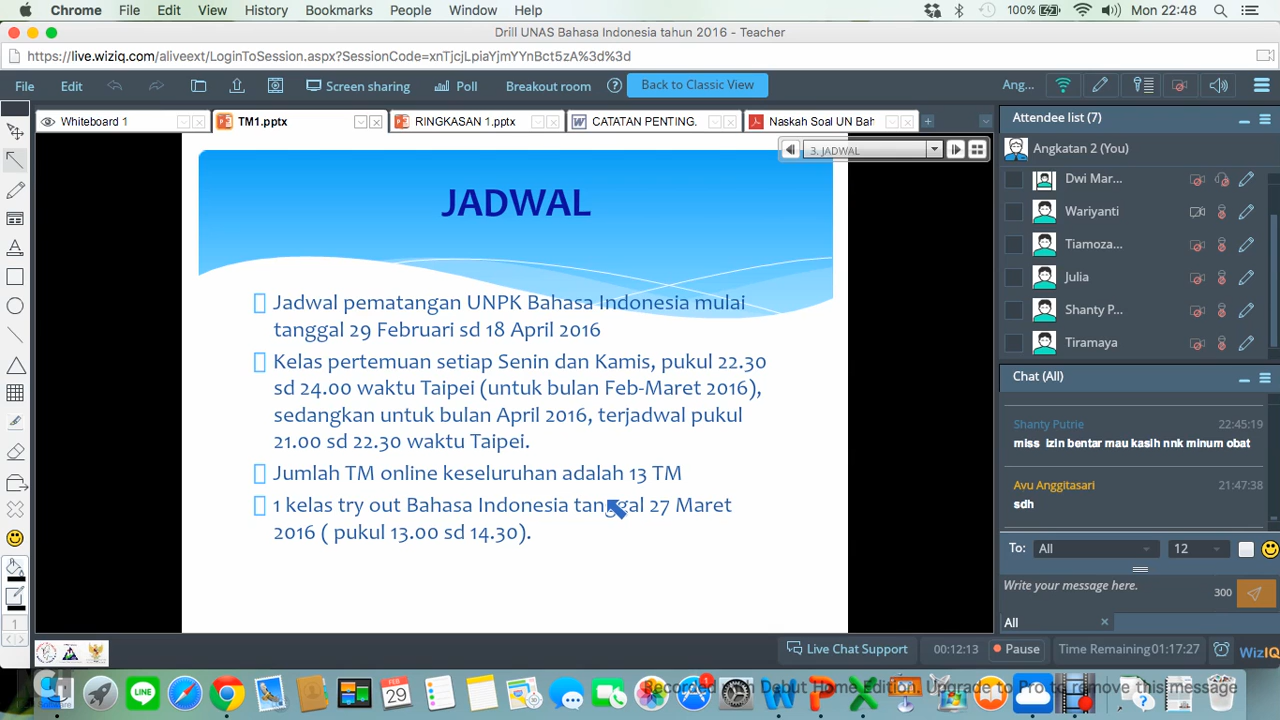 Chrome File Edit View History Bookmarks People Window Help 100% Mon 22:48
Drill UNAS Bahasa Indonesia tahun 2016 - Teacher
https://live.wiziq.com/aliveext/LoginToSession.aspx?SessionCode=xnTjcjLpiaYjmYYnBct5zA%3d%3d
File Edit Screen sharing Poll Breakout room Back to Classic View Ang...
Whiteboard 1 TM1.pptx RINGKASAN 1.pptx CATATAN PENTING. Naskah Soal UN Bah
3. JADWAL
JADWAL
Jadwal pematangan UNPK Bahasa Indonesia mulai
tanggal 29 Februari sd 18 April 2016
Kelas pertemuan setiap Senin dan Kamis, pukul 22.30
sd 24.00 waktu Taipei (untuk bulan Feb-Maret 2016),
sedangkan untuk bulan April 2016, terjadwal pukul
21.00 sd 22.30 waktu Taipei.
Jumlah TM online keseluruhan adalah 13 TM
1 kelas try out Bahasa Indonesia tanggal 27 Maret
2016 ( pukul 13.00 sd 14.30).
Attendee list (7)
Angkatan 2 (You)
Dwi Mar...
Wariyanti
Tiamoza...
Julia
Shanty P...
Tiramaya
Chat (All)
Shanty Putrie 22:45:19
miss izin bentar mau kasih nnk minum obat
Avu Anggitasari 21:47:38
sdh
To: All 12
Write your message here. 300
All
1
Live Chat Support 00:12:13 Pause Time Remaining 01:17:27 WizIQ
LINE FEB 29
Recorded with Debut Home Edition. Upgrade to Pro to remove this message